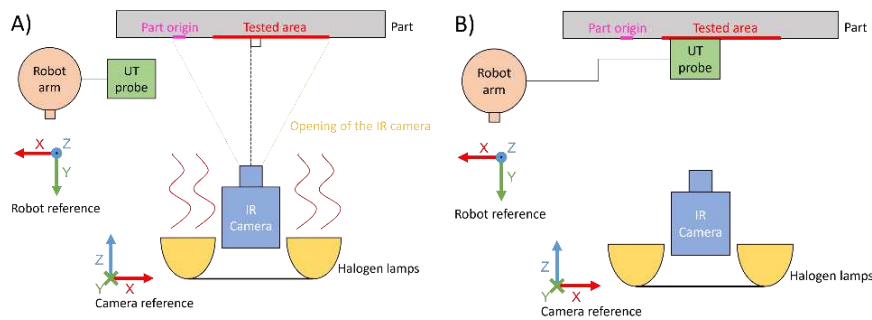 A)
Part origin
Tested area
Part
Robot
arm
UT
probe
Opening of the IR camera
X
Z
Y
Robot reference
IR
Camera
Z
Y
X
Camera reference
Halogen lamps
B)
Part origin
Tested area
Part
Robot
arm
UT
probe
X
Z
Y
Robot reference
IR
Camera
Z
Y
X
Camera reference
Halogen lamps